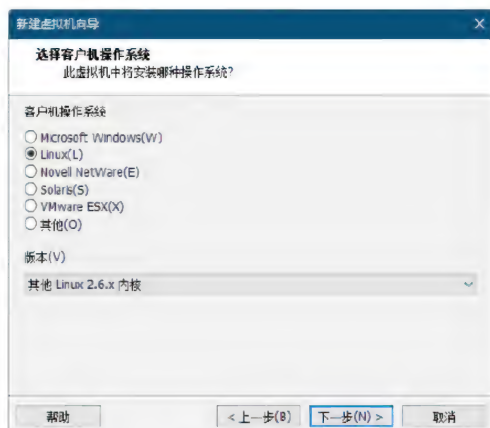 新建虚拟机向导
选择客户机操作系统
此虚拟机中将安装哪种操作系统?
客户机操作系统
Microsoft Windows(W)
Linux(L)
Novell NetWare(E)
Solaris(S)
VMware ESX(X)
其他(O)
版本(V)
其他 Linux 2.6.x 内核
帮助 <上一步(B) 下一步(N)> 取消